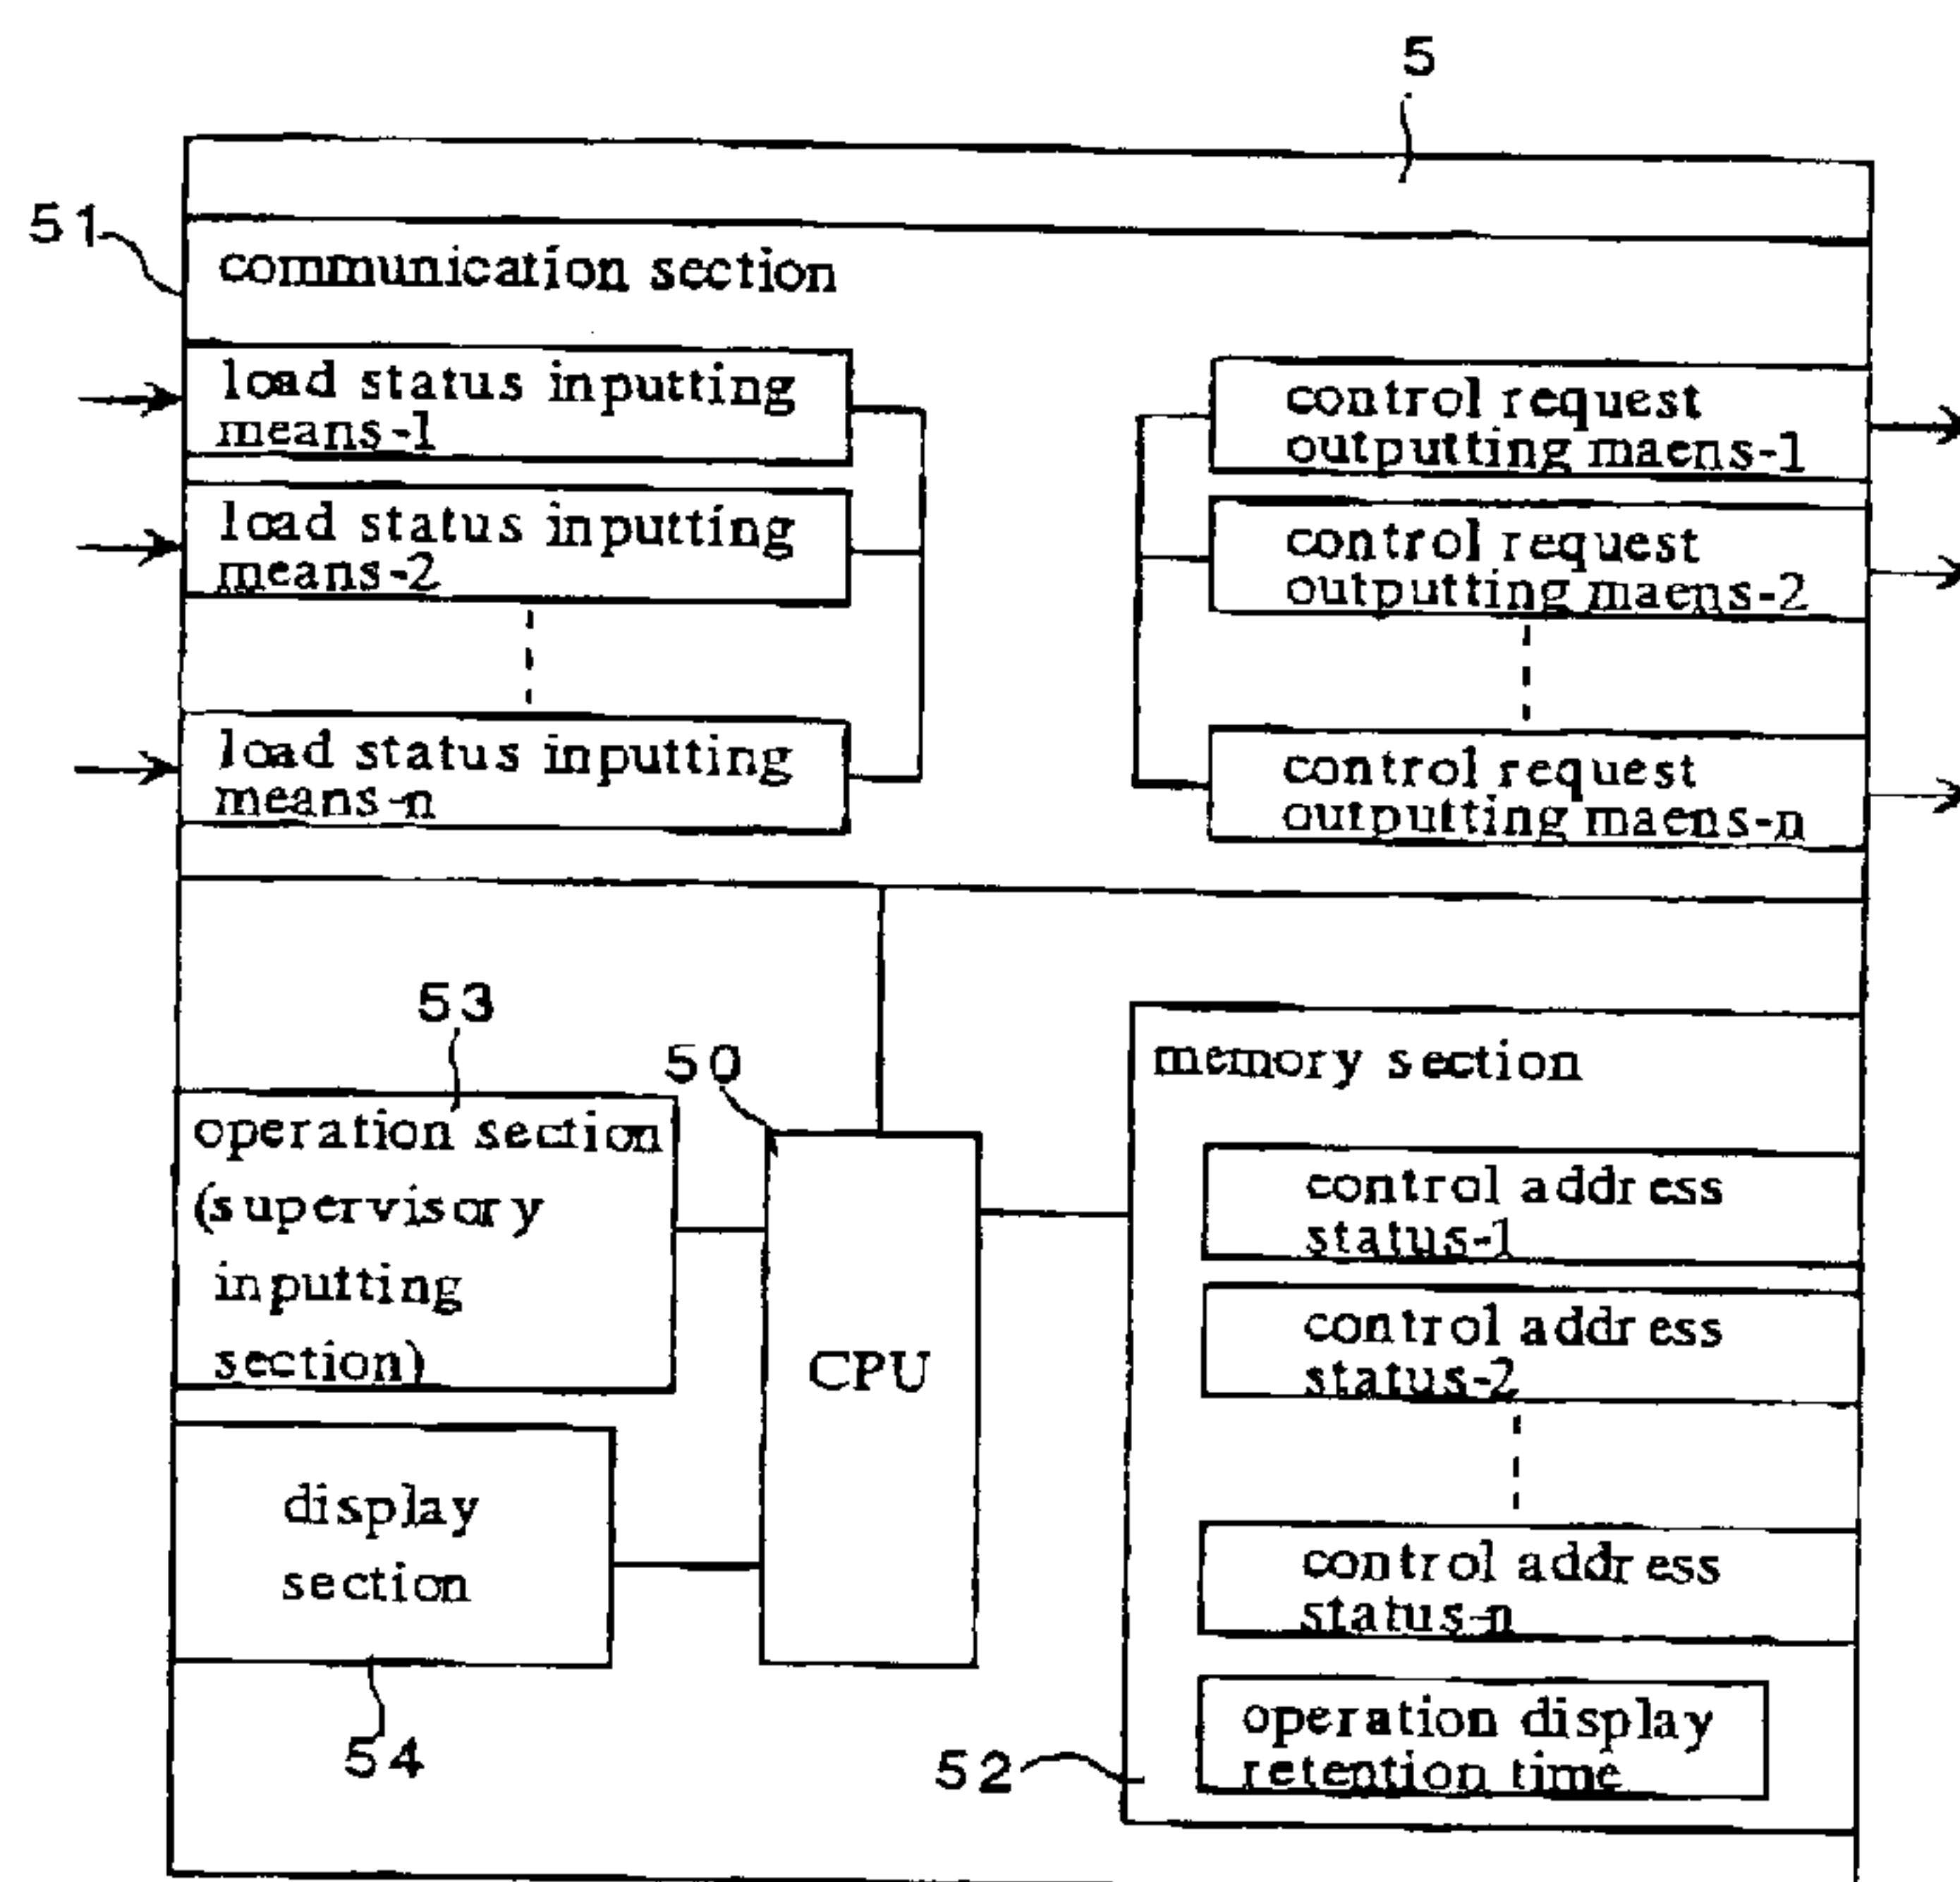 5
51
communication section
load status inputting
means-1
load status inputting
means-2
load status inputting
means-n
control request
outputting maens-1
control request
outputting maens-2
control request
outputting maens-n
53
operation section
(supervisory
inputting
section)
50
CPU
display
section
54
memory section
control address
status-1
control address
status-2
control address
status-n
operation display
retention time
52